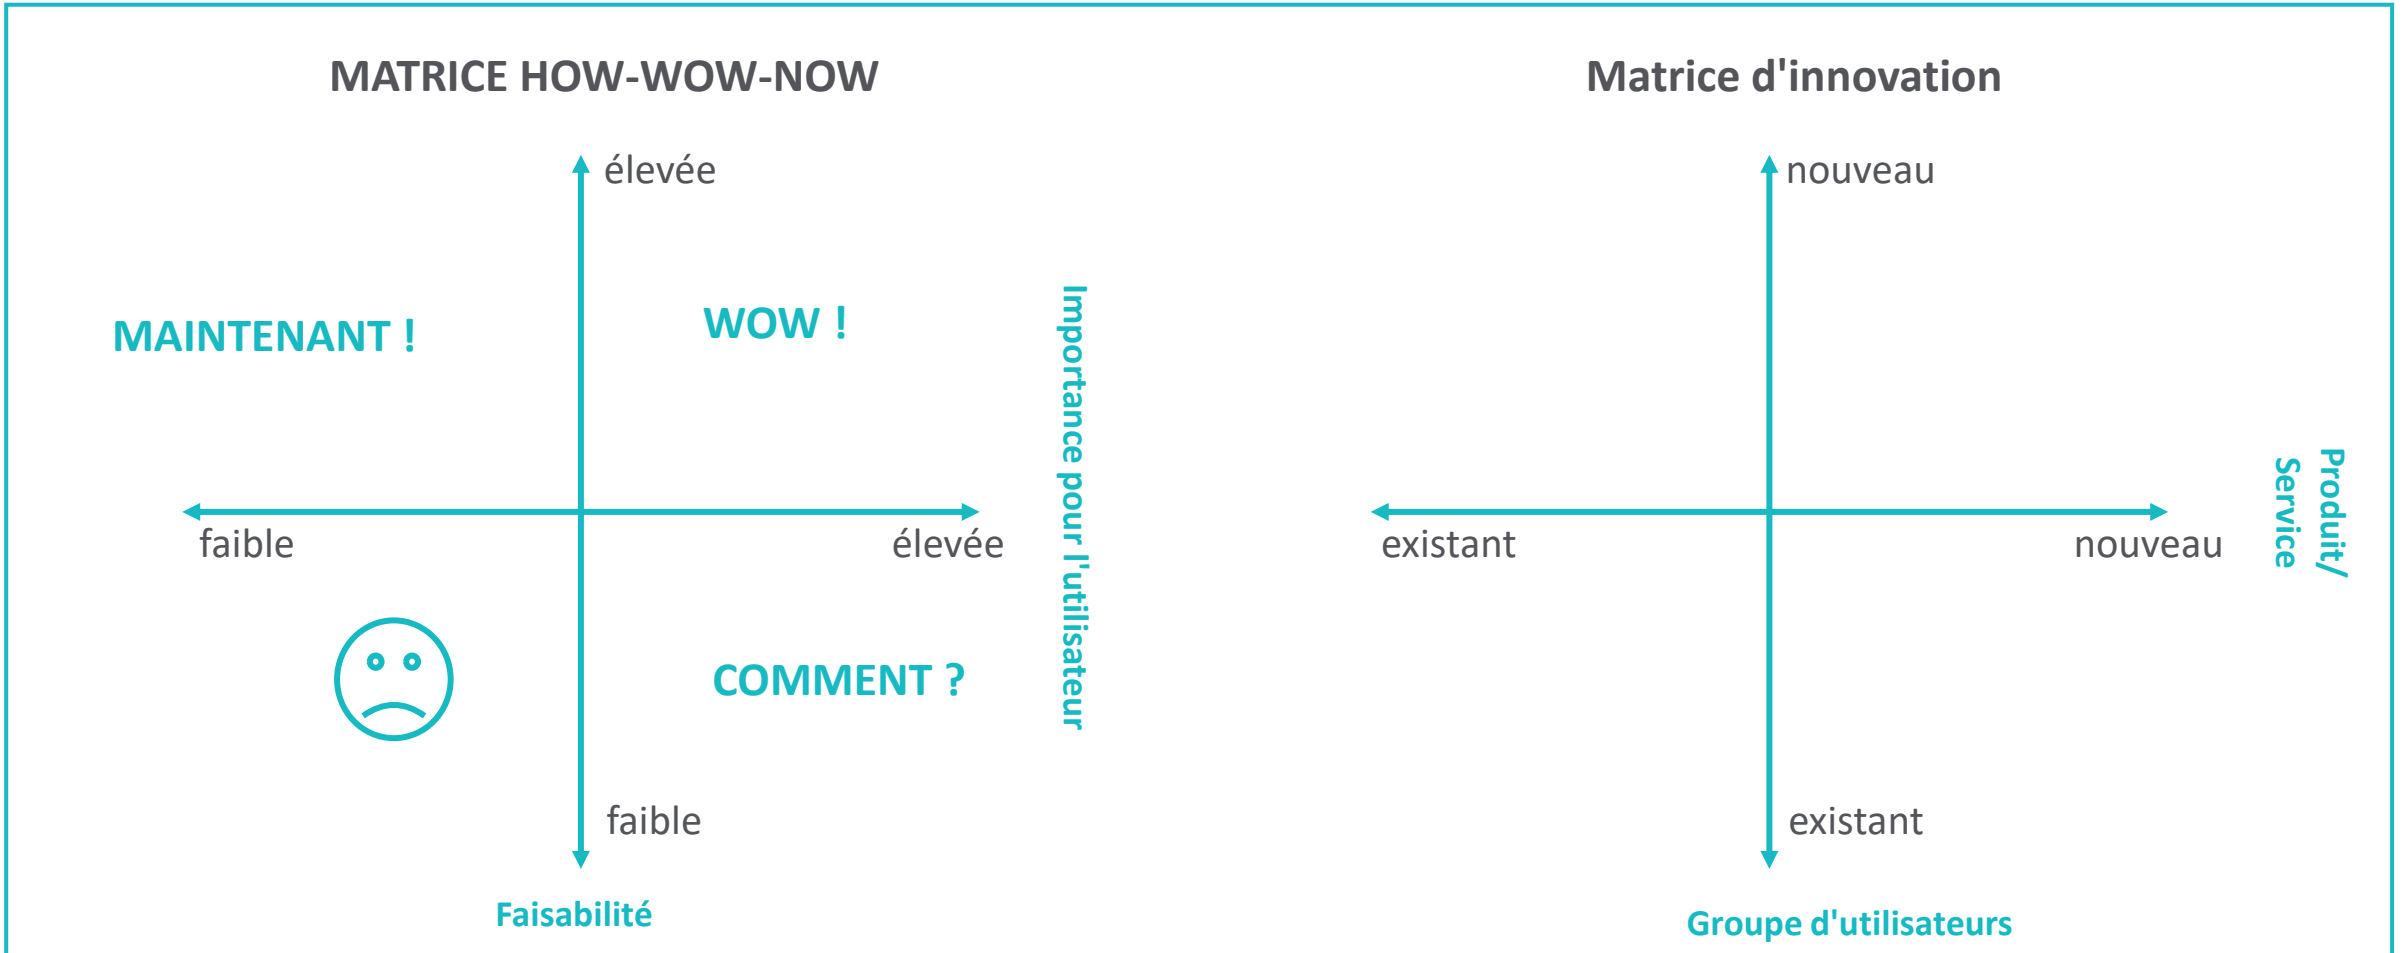 MATRICE HOW-WOW-NOW
élevée
MAINTENANT !
WOW !
faible
élevée
COMMENT ?
faible
Faisabilité
Importance pour l'utilisateur
Matrice d'innovation
nouveau
existant
nouveau
existant
Groupe d'utilisateurs
Produit/
Service